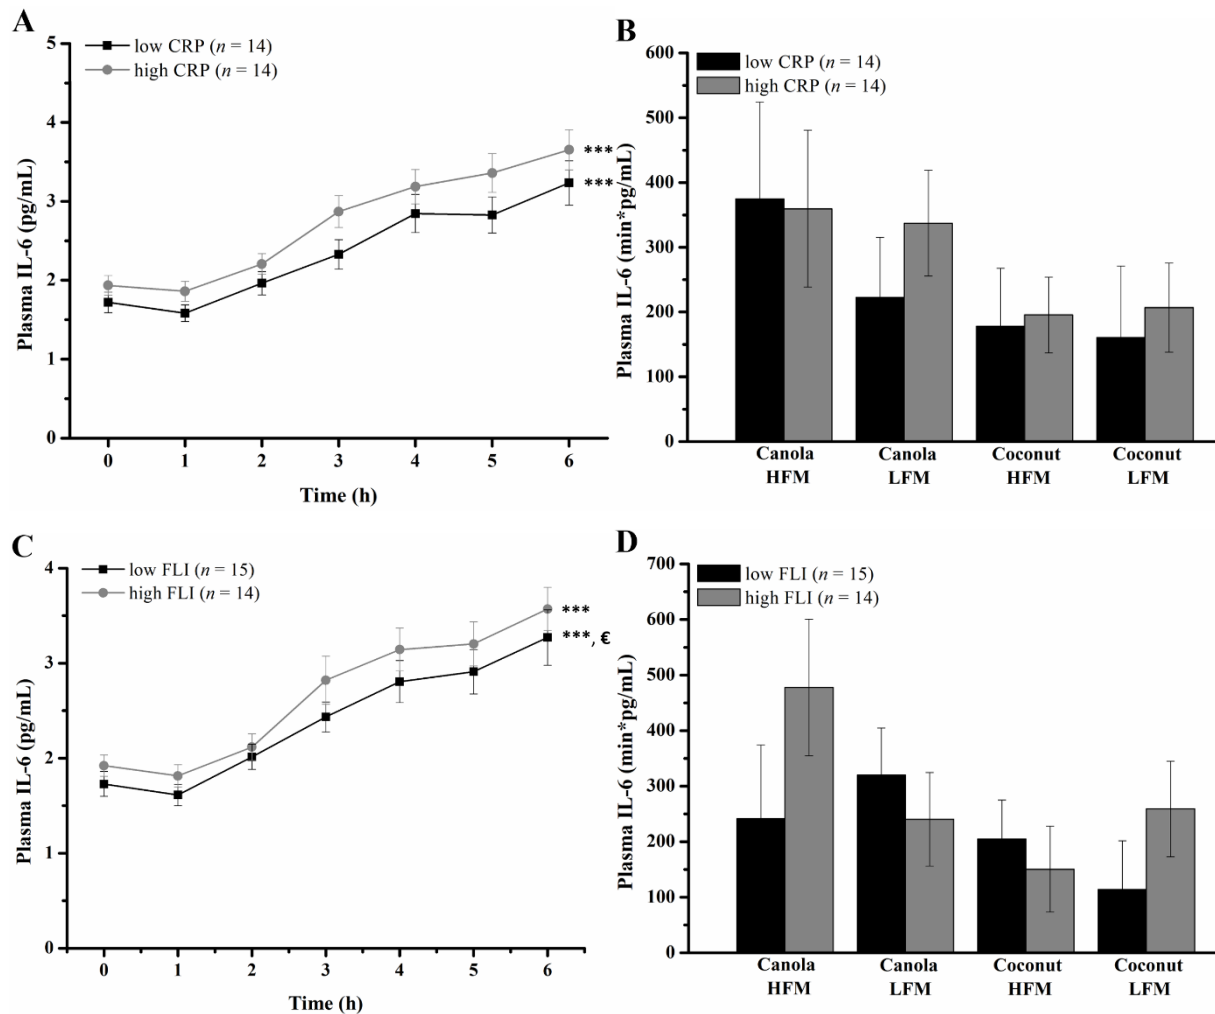 A
low CRP (n = 14)
high CRP (n = 14)
Plasma IL-6 (pg/mL)
5
4
3
2
1
0
***
***
0 1 2 3 4 5 6
Time (h)
B
low CRP (n = 14)
high CRP (n = 14)
Plasma IL-6 (min*pg/mL)
600
500
400
300
200
100
0
Canola Canola Coconut Coconut
HFM LFM HFM LFM
C
low FLI (n = 15)
high FLI (n = 14)
Plasma IL-6 (pg/mL)
4
3
2
1
0
***
***, €
0 1 2 3 4 5 6
Time (h)
D
low FLI (n = 15)
high FLI (n = 14)
Plasma IL-6 (min*pg/mL)
700
600
500
400
300
200
100
0
Canola Canola Coconut Coconut
HFM LFM HFM LFM